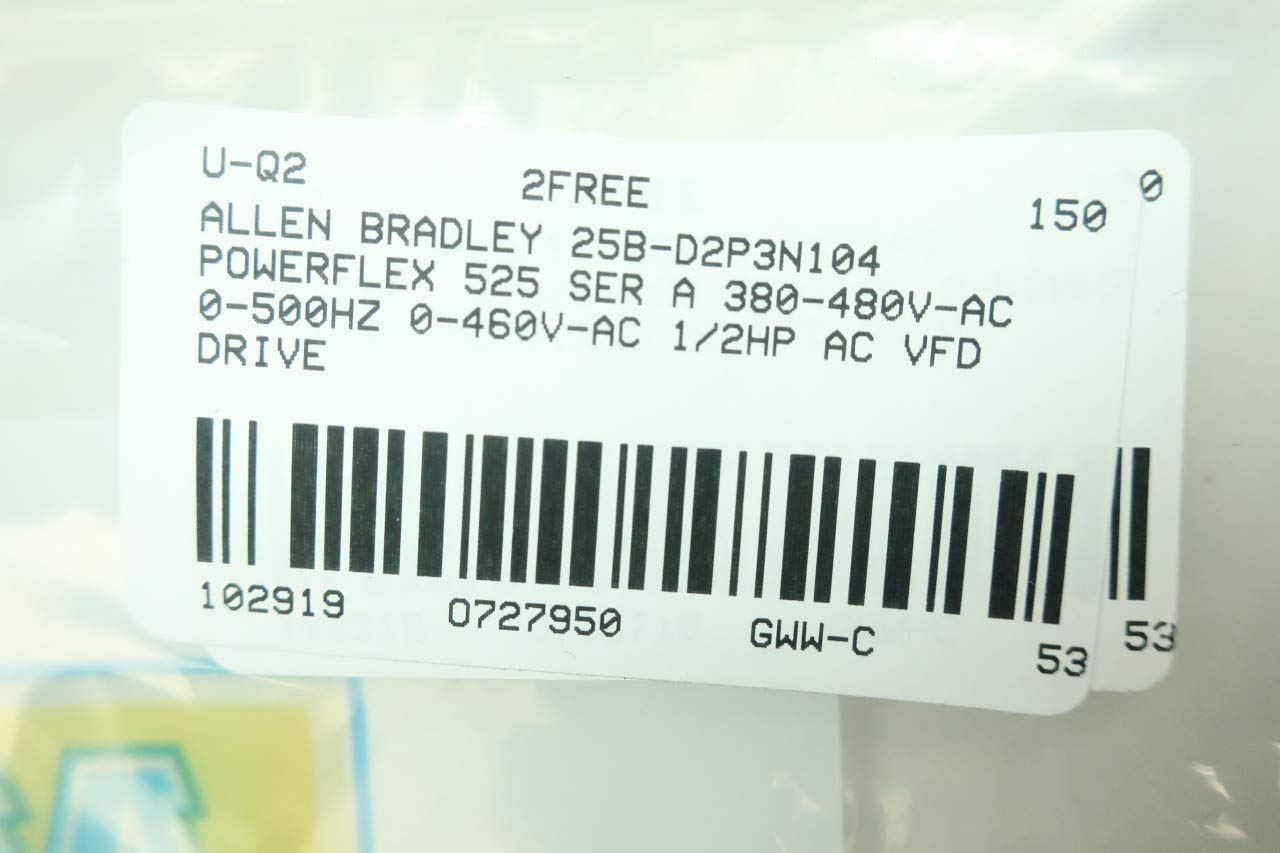 U-Q2 2FREE 150 0
ALLEN BRADLEY 25B-D2P3N104
POWERFLEX 525 SER A 380-480V-AC
0-500HZ 0-460V-AC 1/2HP AC VFD
DRIVE
102919 0727950 GWW-C 53 53